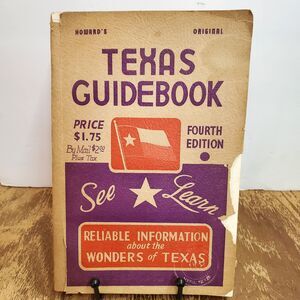 HOWARD'S ORIGINAL
TEXAS
GUIDEBOOK
PRICE
$1.75
By Mail $2.00
Plus Tax
FOURTH
EDITION
See Learn
RELIABLE INFORMATION
about the
WONDERS of TEXAS